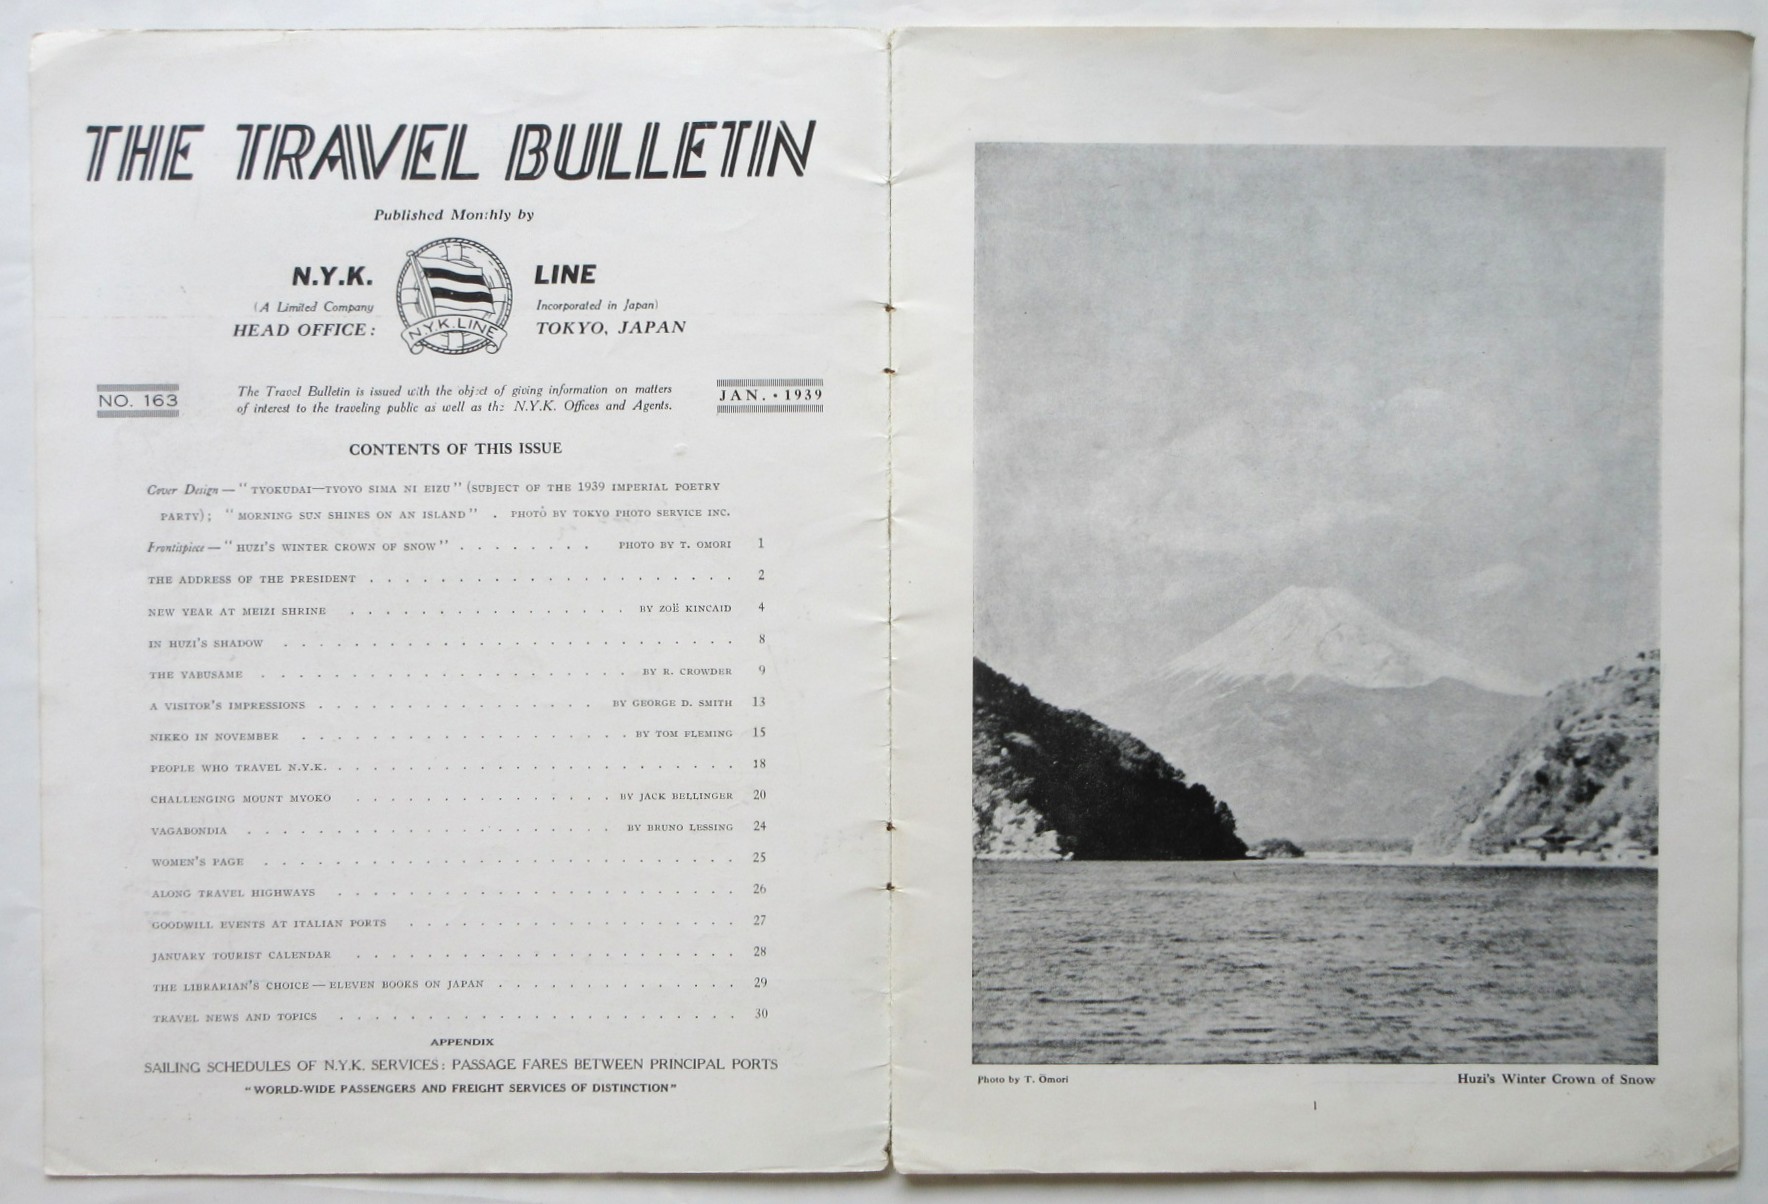 THE TRAVEL BULLETIN
Published Monthly by
N.Y.K. LINE
(A Limited Company Incorporated in Japan)
HEAD OFFICE: TOKYO, JAPAN
N.Y.K. LINE
NO. 163
The Travel Bulletin is issued with the object of giving information on matters
of interest to the traveling public as well as the N.Y.K. Offices and Agents.
JAN. • 1939
CONTENTS OF THIS ISSUE
Cover Design — "TYOKUDAI—TYOYO SIMA NI EIZU" (SUBJECT OF THE 1939 IMPERIAL POETRY
PARTY); "MORNING SUN SHINES ON AN ISLAND" . PHOTO BY TOKYO PHOTO SERVICE INC.
Frontispiece — "HUZI'S WINTER CROWN OF SNOW" . . . . . . . . PHOTO BY T. OMORI 1
THE ADDRESS OF THE PRESIDENT . . . . . . . . . . . . . . . . . . . . 2
NEW YEAR AT MEIZI SHRINE . . . . . . . . . . . . . . . . BY ZOË KINCAID 4
IN HUZI'S SHADOW . . . . . . . . . . . . . . . . . . . . . . . . . 8
THE YABUSAME . . . . . . . . . . . . . . . . . . . . BY R. CROWDER 9
A VISITOR'S IMPRESSIONS . . . . . . . . . . . . . . . BY GEORGE D. SMITH 13
NIKKO IN NOVEMBER . . . . . . . . . . . . . . . . . . BY TOM FLEMING 15
PEOPLE WHO TRAVEL N.Y.K. . . . . . . . . . . . . . . . . . . . . . . 18
CHALLENGING MOUNT MYOKO . . . . . . . . . . . . . . BY JACK BELLINGER 20
VAGABONDIA . . . . . . . . . . . . . . . . . . . . . BY BRUNO LESSING 24
WOMEN'S PAGE . . . . . . . . . . . . . . . . . . . . . . . . . . 25
ALONG TRAVEL HIGHWAYS . . . . . . . . . . . . . . . . . . . . . . 26
GOODWILL EVENTS AT ITALIAN PORTS . . . . . . . . . . . . . . . . . . 27
JANUARY TOURIST CALENDAR . . . . . . . . . . . . . . . . . . . . . 28
THE LIBRARIAN'S CHOICE — ELEVEN BOOKS ON JAPAN . . . . . . . . . . . . . 29
TRAVEL NEWS AND TOPICS . . . . . . . . . . . . . . . . . . . . . . 30
APPENDIX
SAILING SCHEDULES OF N.Y.K. SERVICES: PASSAGE FARES BETWEEN PRINCIPAL PORTS
"WORLD-WIDE PASSENGERS AND FREIGHT SERVICES OF DISTINCTION"
Photo by T. Ōmori
Huzi's Winter Crown of Snow
1